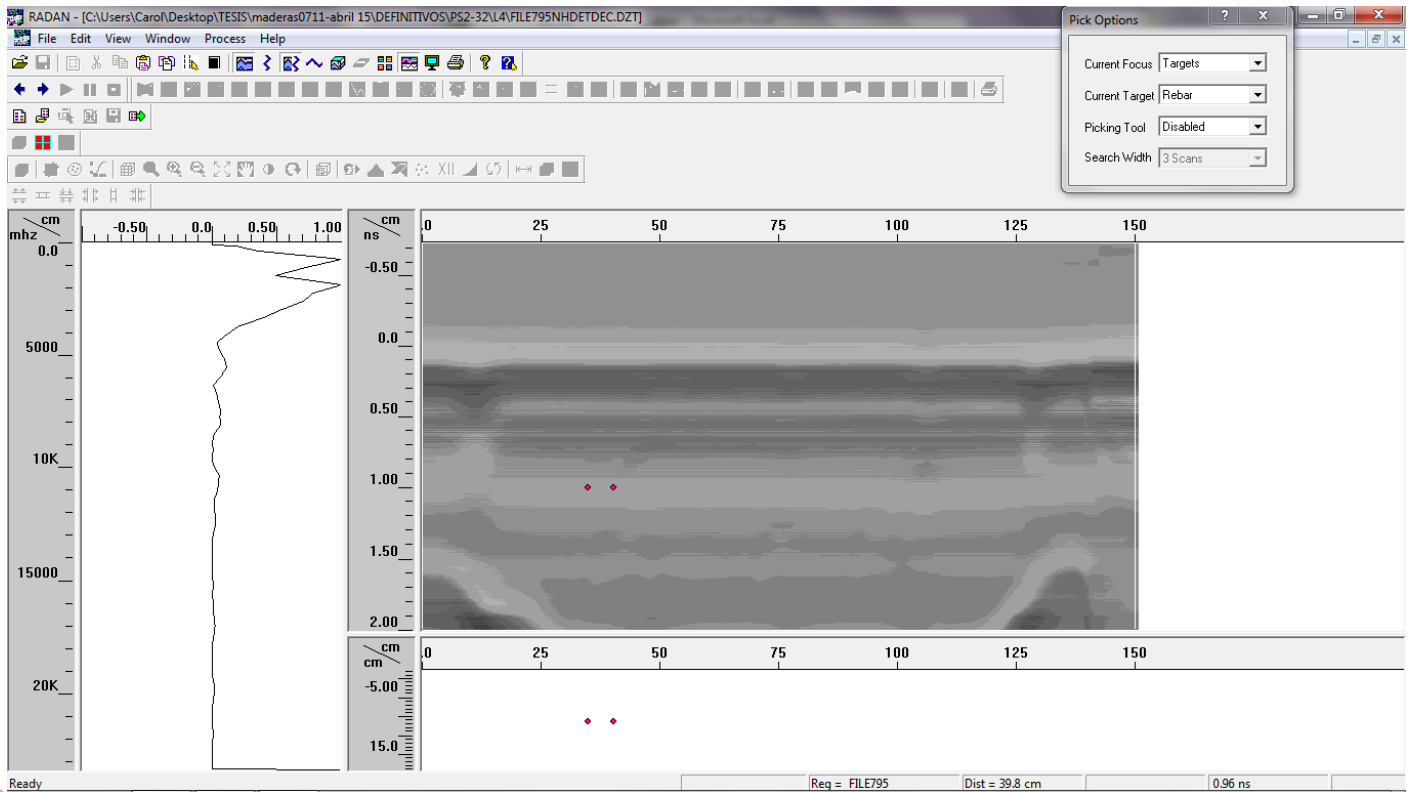 RADAN - [C:\Users\Carol\Desktop\TESIS\maderas0711-abril 15\DEFINITIVOS\PS2-32\L4\FILE795NHDETDEC.DZT]
File Edit View Window Process Help
Pick Options
Current Focus Targets
Current Target Rebar
Picking Tool Disabled
Search Width 3 Scans
cm
mhz
-0.50 0.0 0.50 1.00
0.0
5000
10K
15000
20K
cm
ns
.0 25 50 75 100 125 150
-0.50
0.0
0.50
1.00
1.50
2.00
cm
cm
.0 25 50 75 100 125 150
-5.00
15.0
Ready
Reg = FILE795
Dist = 39.8 cm
0.96 ns